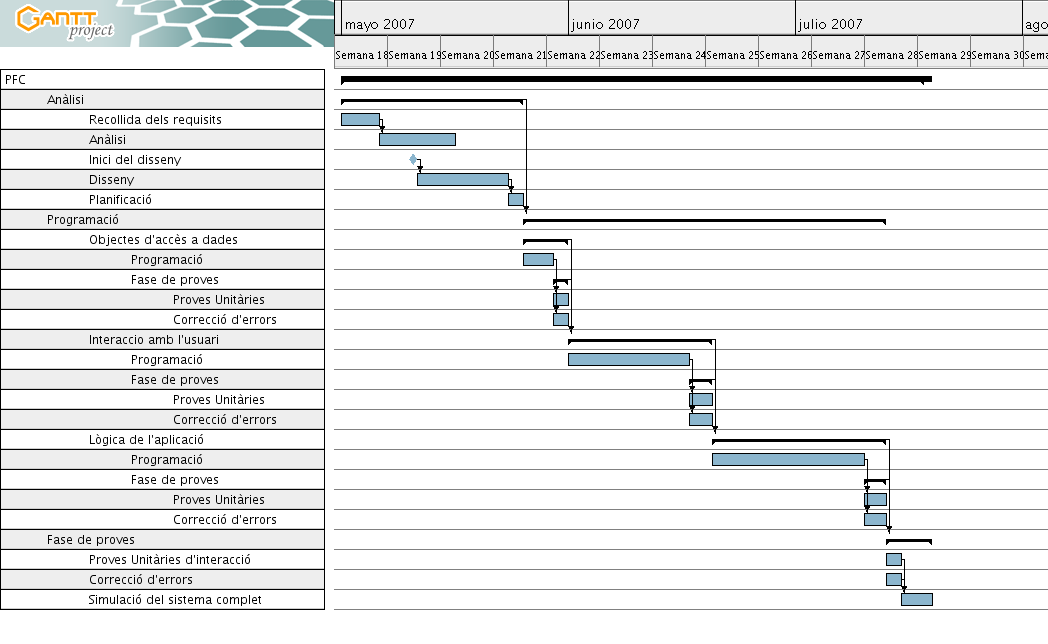 GANTT project
mayo 2007 junio 2007 julio 2007 ago
Semana 18 Semana 19 Semana 20 Semana 21 Semana 22 Semana 23 Semana 24 Semana 25 Semana 26 Semana 27 Semana 28 Semana 29 Semana 30 Sema
PFC
Anàlisi
Recollida dels requisits
Anàlisi
Inici del disseny
Disseny
Planificació
Programació
Objectes d'accès a dades
Programació
Fase de proves
Proves Unitàries
Correcció d'errors
Interaccio amb l'usuari
Programació
Fase de proves
Proves Unitàries
Correcció d'errors
Lògica de l'aplicació
Programació
Fase de proves
Proves Unitàries
Correcció d'errors
Fase de proves
Proves Unitàries d'interacció
Correcció d'errors
Simulació del sistema complet